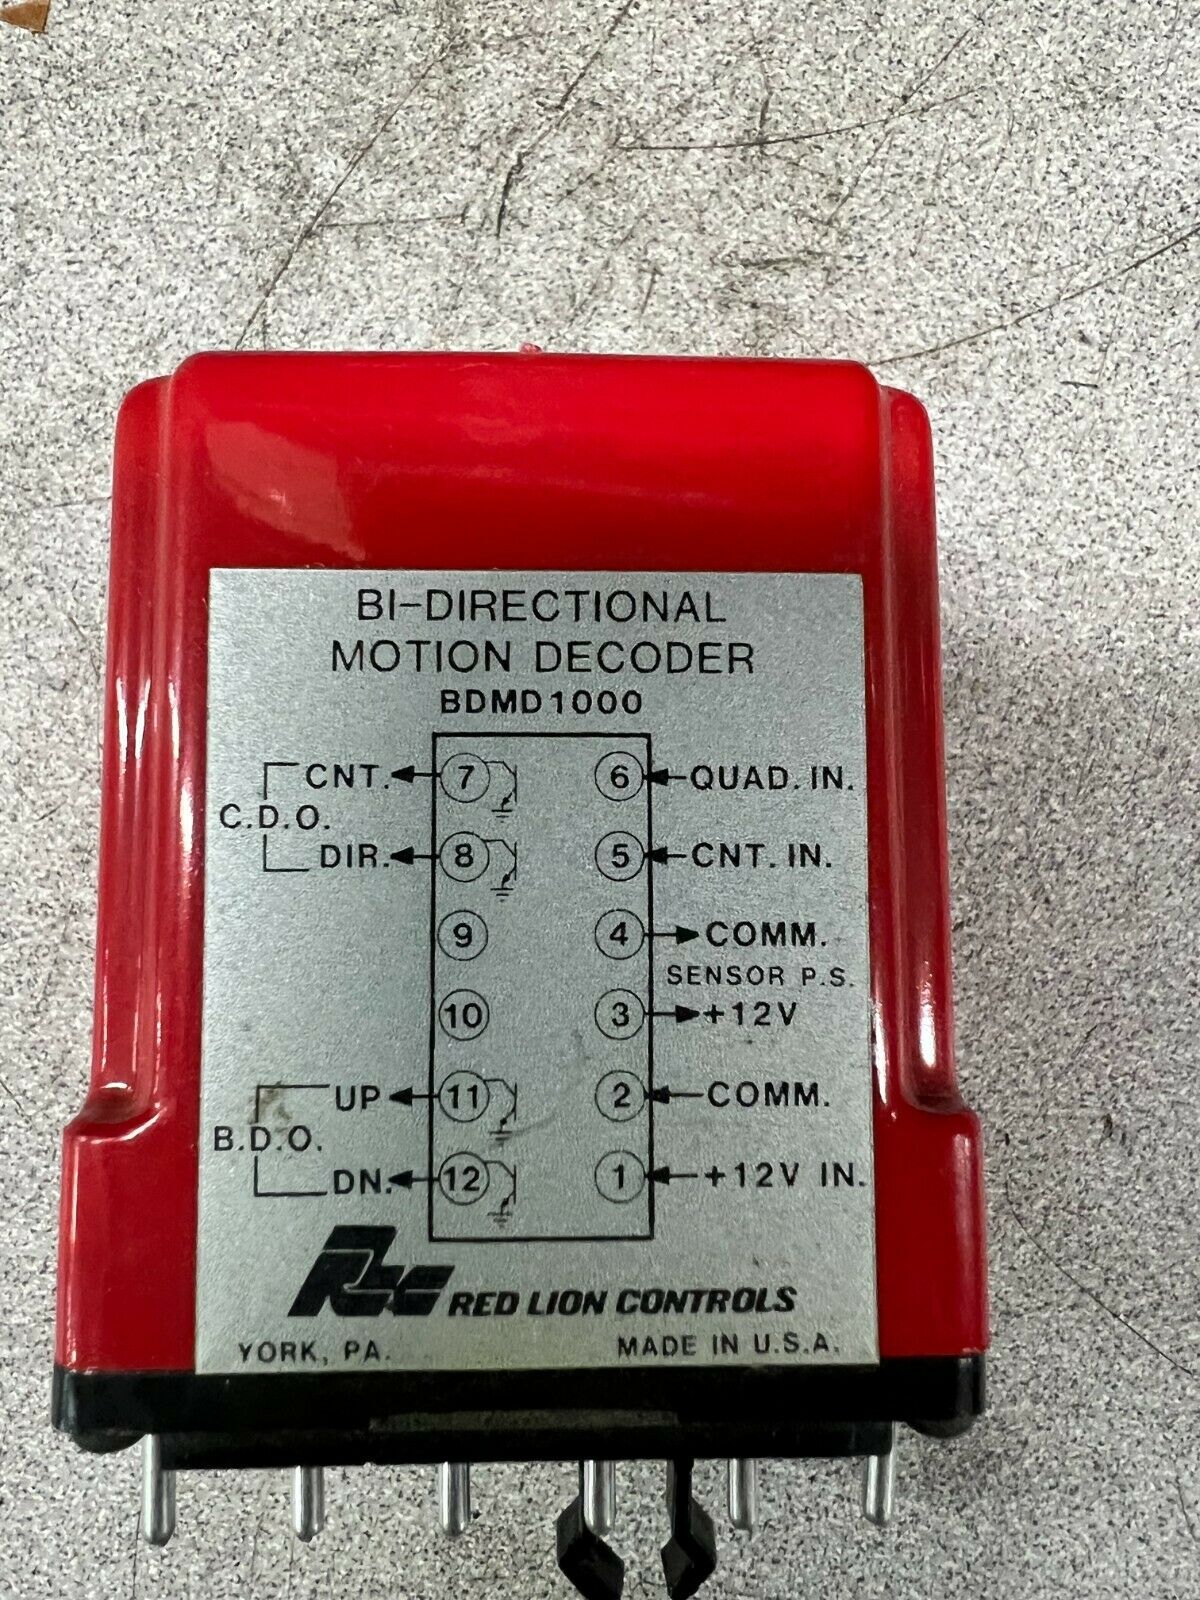 BI-DIRECTIONAL
MOTION DECODER
BDMD1000
CNT. 7 6 QUAD. IN.
C.D.O.
DIR. 8 5 CNT. IN.
9 4 COMM.
SENSOR P.S.
10 3 +12V
UP 11 2 COMM.
B.D.O.
DN. 12 1 +12V IN.
RLC RED LION CONTROLS
YORK, PA. MADE IN U.S.A.